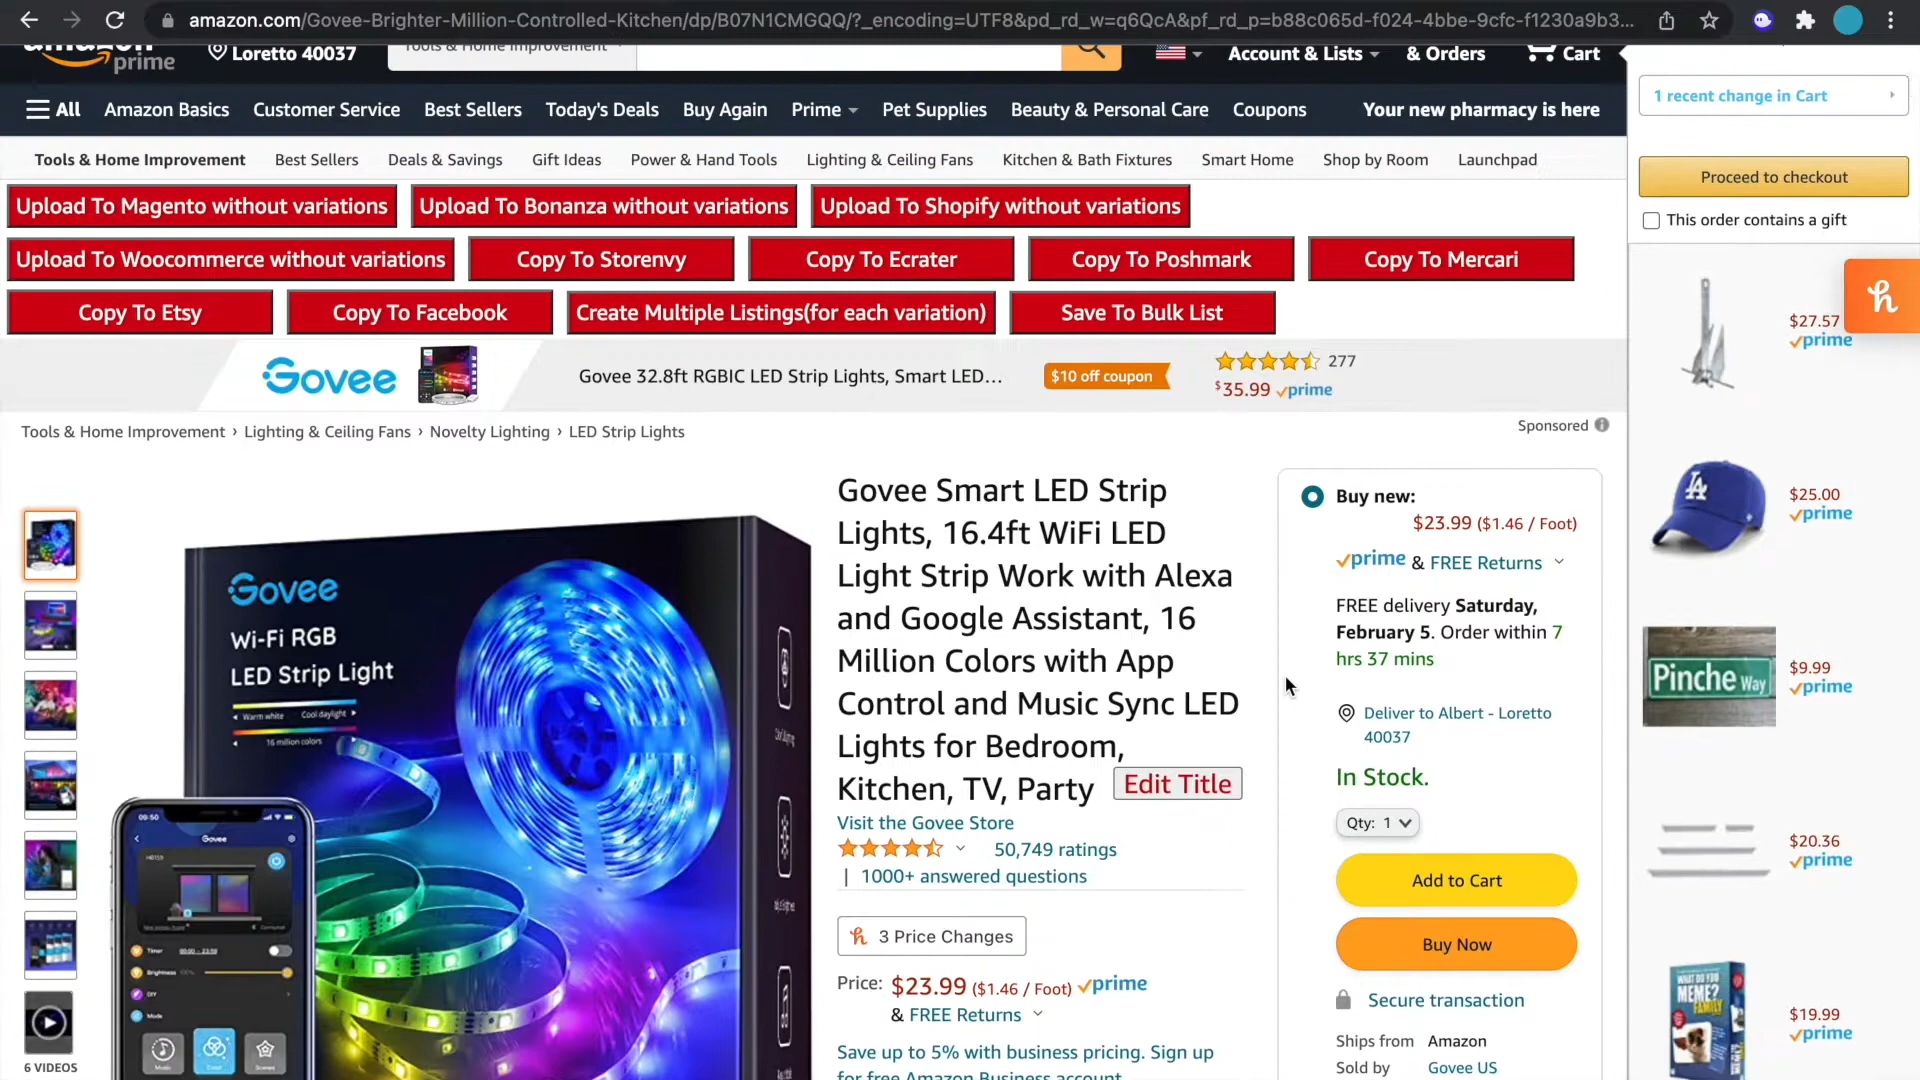 amazon.com/Govee-Brighter-Million-Controlled-Kitchen/dp/B07N1CMGQQ/?_encoding=UTF8&pd_rd_w=q6QcA&pf_rd_p=b88c065d-f024-4bbe-9cfc-f1230a9b3...
amazon prime
Loretto 40037
Tools & Home Improvement
Account & Lists
& Orders
Cart
All Amazon Basics Customer Service Best Sellers Today's Deals Buy Again Prime Pet Supplies Beauty & Personal Care Coupons Your new pharmacy is here
Tools & Home Improvement Best Sellers Deals & Savings Gift Ideas Power & Hand Tools Lighting & Ceiling Fans Kitchen & Bath Fixtures Smart Home Shop by Room Launchpad
Upload To Magento without variations Upload To Bonanza without variations Upload To Shopify without variations
Upload To Woocommerce without variations Copy To Storenvy Copy To Ecrater Copy To Poshmark Copy To Mercari
Copy To Etsy Copy To Facebook Create Multiple Listings(for each variation) Save To Bulk List
Govee
Govee 32.8ft RGBIC LED Strip Lights, Smart LED...
$10 off coupon
277
$35.99 prime
Tools & Home Improvement › Lighting & Ceiling Fans › Novelty Lighting › LED Strip Lights
Sponsored
Govee
Wi-Fi RGB
LED Strip Light
Warm white Cool daylight
16 million colors
09:50
Govee
Timer
Brightness
DIY
Mode
Music Color Scenes
6 VIDEOS
Govee Smart LED Strip
Lights, 16.4ft WiFi LED
Light Strip Work with Alexa
and Google Assistant, 16
Million Colors with App
Control and Music Sync LED
Lights for Bedroom,
Kitchen, TV, Party Edit Title
Visit the Govee Store
50,749 ratings
| 1000+ answered questions
3 Price Changes
Price: $23.99 ($1.46 / Foot) prime
& FREE Returns
Save up to 5% with business pricing. Sign up
for free Amazon Business account
Buy new:
$23.99 ($1.46 / Foot)
prime & FREE Returns
FREE delivery Saturday,
February 5. Order within 7
hrs 37 mins
Deliver to Albert - Loretto
40037
In Stock.
Qty: 1
Add to Cart
Buy Now
Secure transaction
Ships from Amazon
Sold by Govee US
1 recent change in Cart
Proceed to checkout
This order contains a gift
h
$27.57
prime
LA
$25.00
prime
Pinche Way
$9.99
prime
$20.36
prime
WHAT DO YOU
MEME?
FAMILY
$19.99
prime